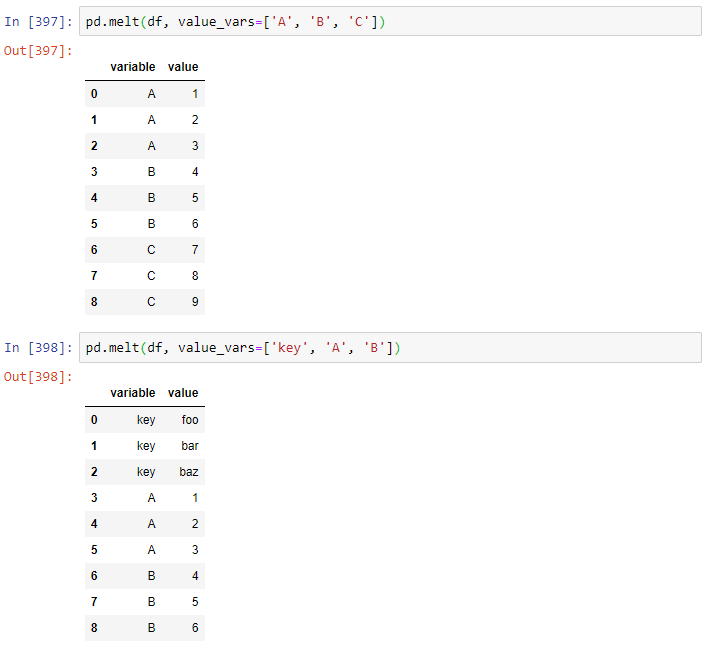 In [397]: pd.melt(df, value_vars=['A', 'B', 'C'])
Out[397]:
variable value
0 A 1
1 A 2
2 A 3
3 B 4
4 B 5
5 B 6
6 C 7
7 C 8
8 C 9
In [398]: pd.melt(df, value_vars=['key', 'A', 'B'])
Out[398]:
variable value
0 key foo
1 key bar
2 key baz
3 A 1
4 A 2
5 A 3
6 B 4
7 B 5
8 B 6